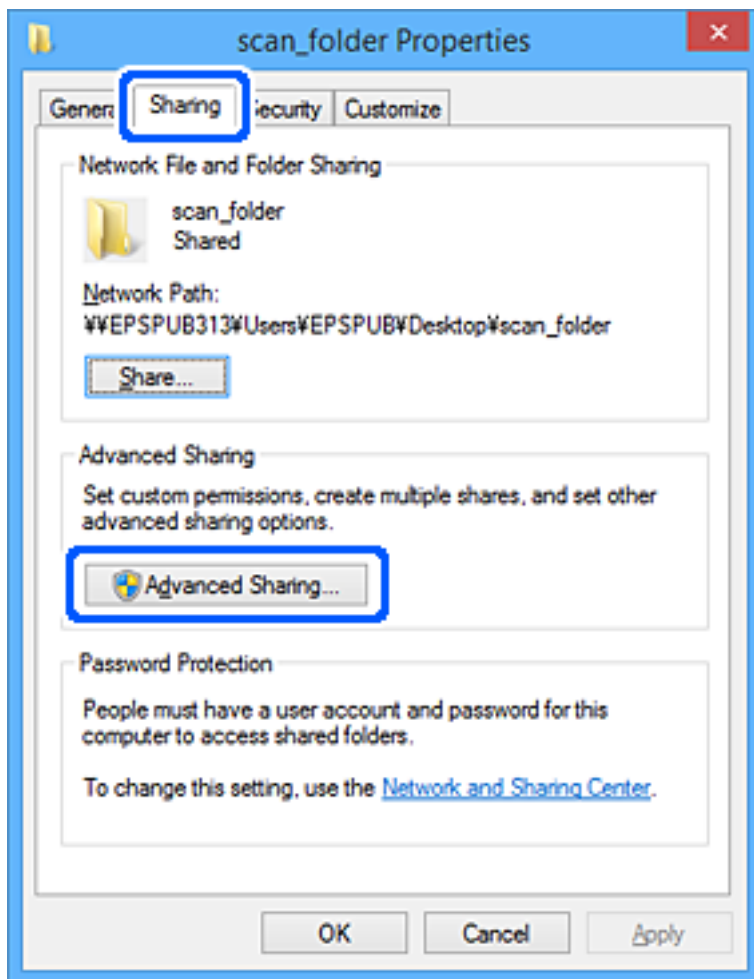 scan_folder Properties
General Sharing Security Customize
Network File and Folder Sharing
scan_folder
Shared
Network Path:
¥¥EPSPUB313¥Users¥EPSPUB¥Desktop¥scan_folder
Share...
Advanced Sharing
Set custom permissions, create multiple shares, and set other
advanced sharing options.
Advanced Sharing...
Password Protection
People must have a user account and password for this
computer to access shared folders.
To change this setting, use the Network and Sharing Center.
OK Cancel Apply